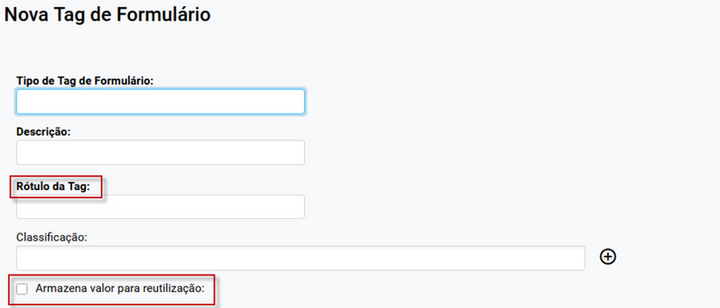 Nova Tag de Formulário
Tipo de Tag de Formulário:
Descrição:
Rótulo da Tag:
Classificação:
Armazena valor para reutilização: